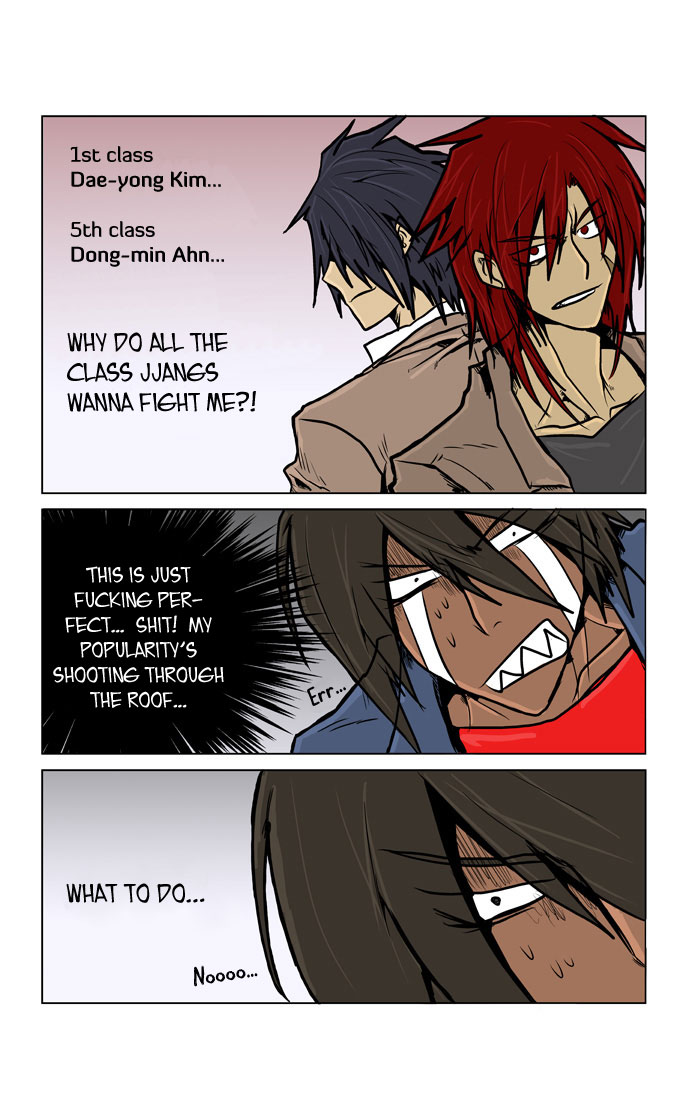 1st class
Dae-yong Kim...
5th class
Dong-min Ahn...
WHY DO ALL THE
CLASS JJANGS
WANNA FIGHT ME?!
THIS IS JUST
FUCKING PER-
FECT... SHIT! MY
POPULARITY'S
SHOOTING THROUGH
THE ROOF...
Err...
WHAT TO DO...
Noooo...